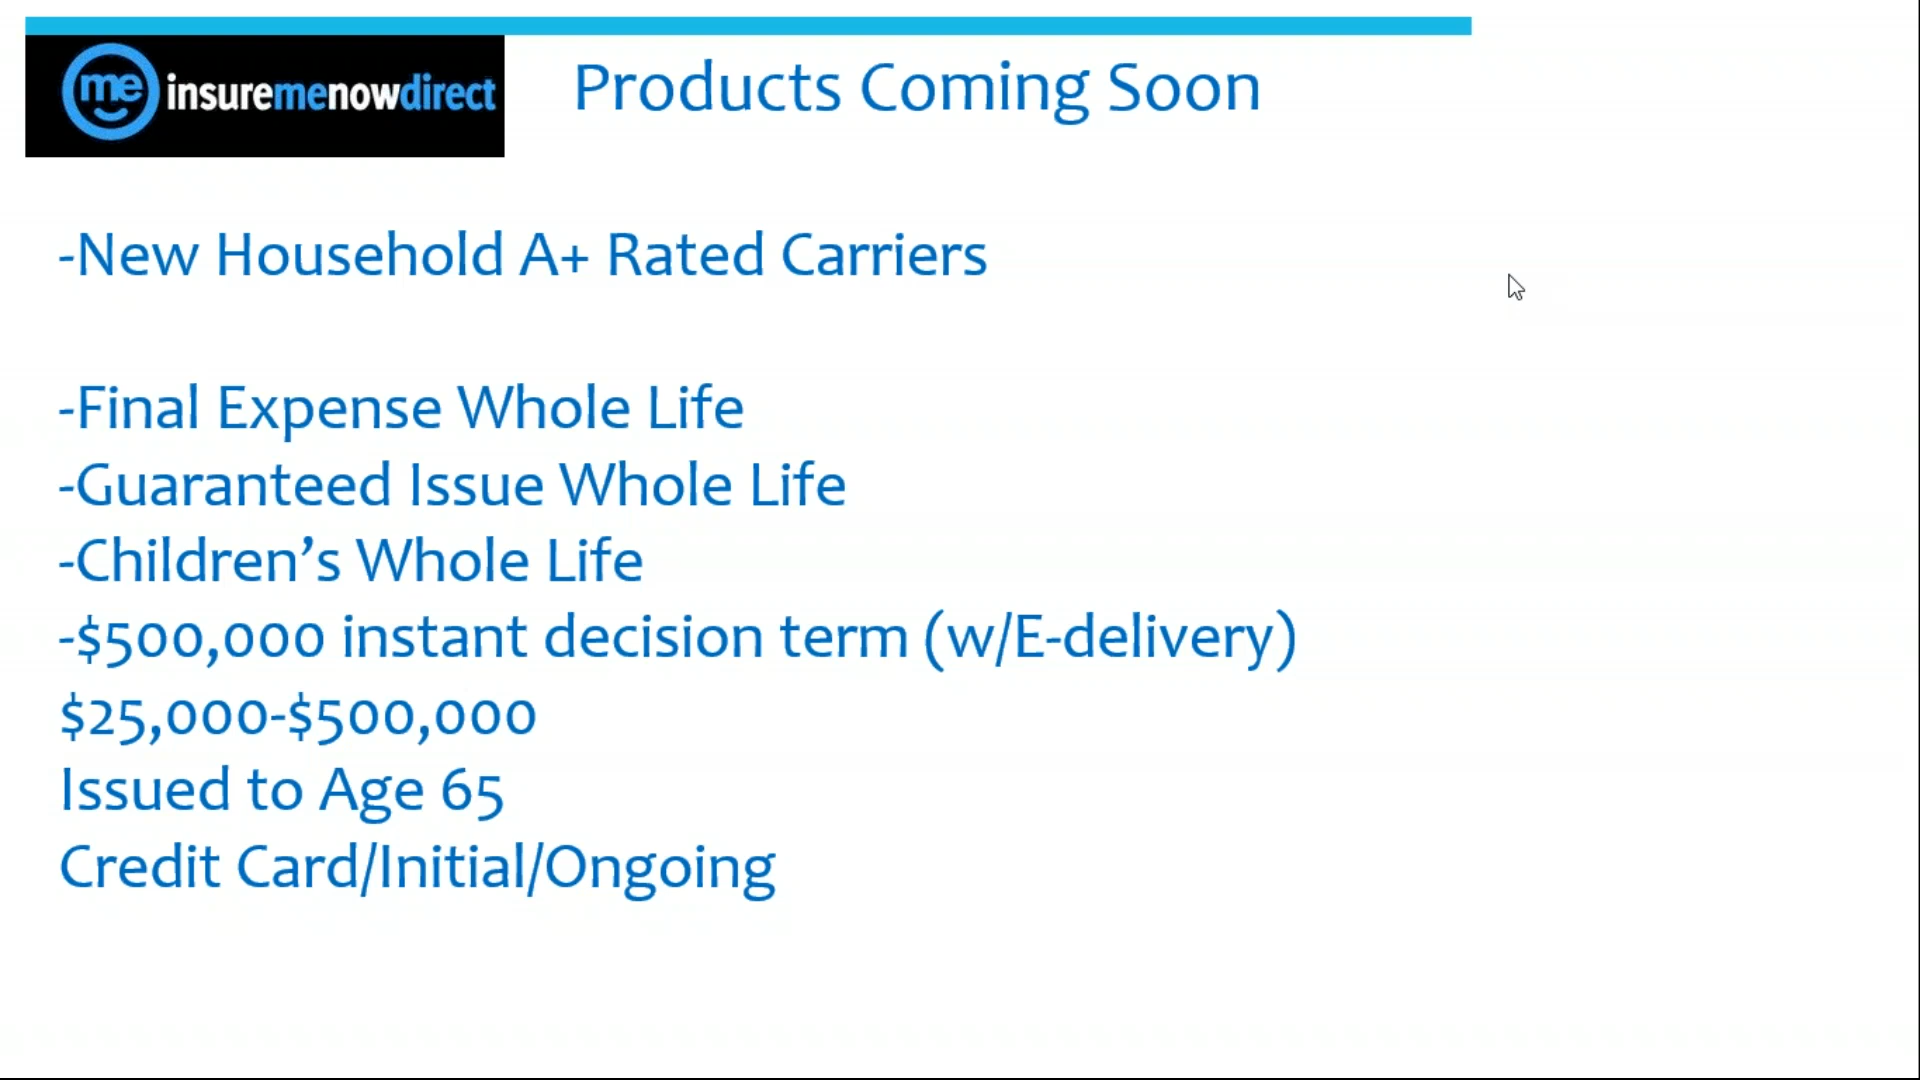 me insuremenowdirect
Products Coming Soon
-New Household A+ Rated Carriers
-Final Expense Whole Life
-Guaranteed Issue Whole Life
-Children’s Whole Life
-$500,000 instant decision term (w/E-delivery)
$25,000-$500,000
Issued to Age 65
Credit Card/Initial/Ongoing